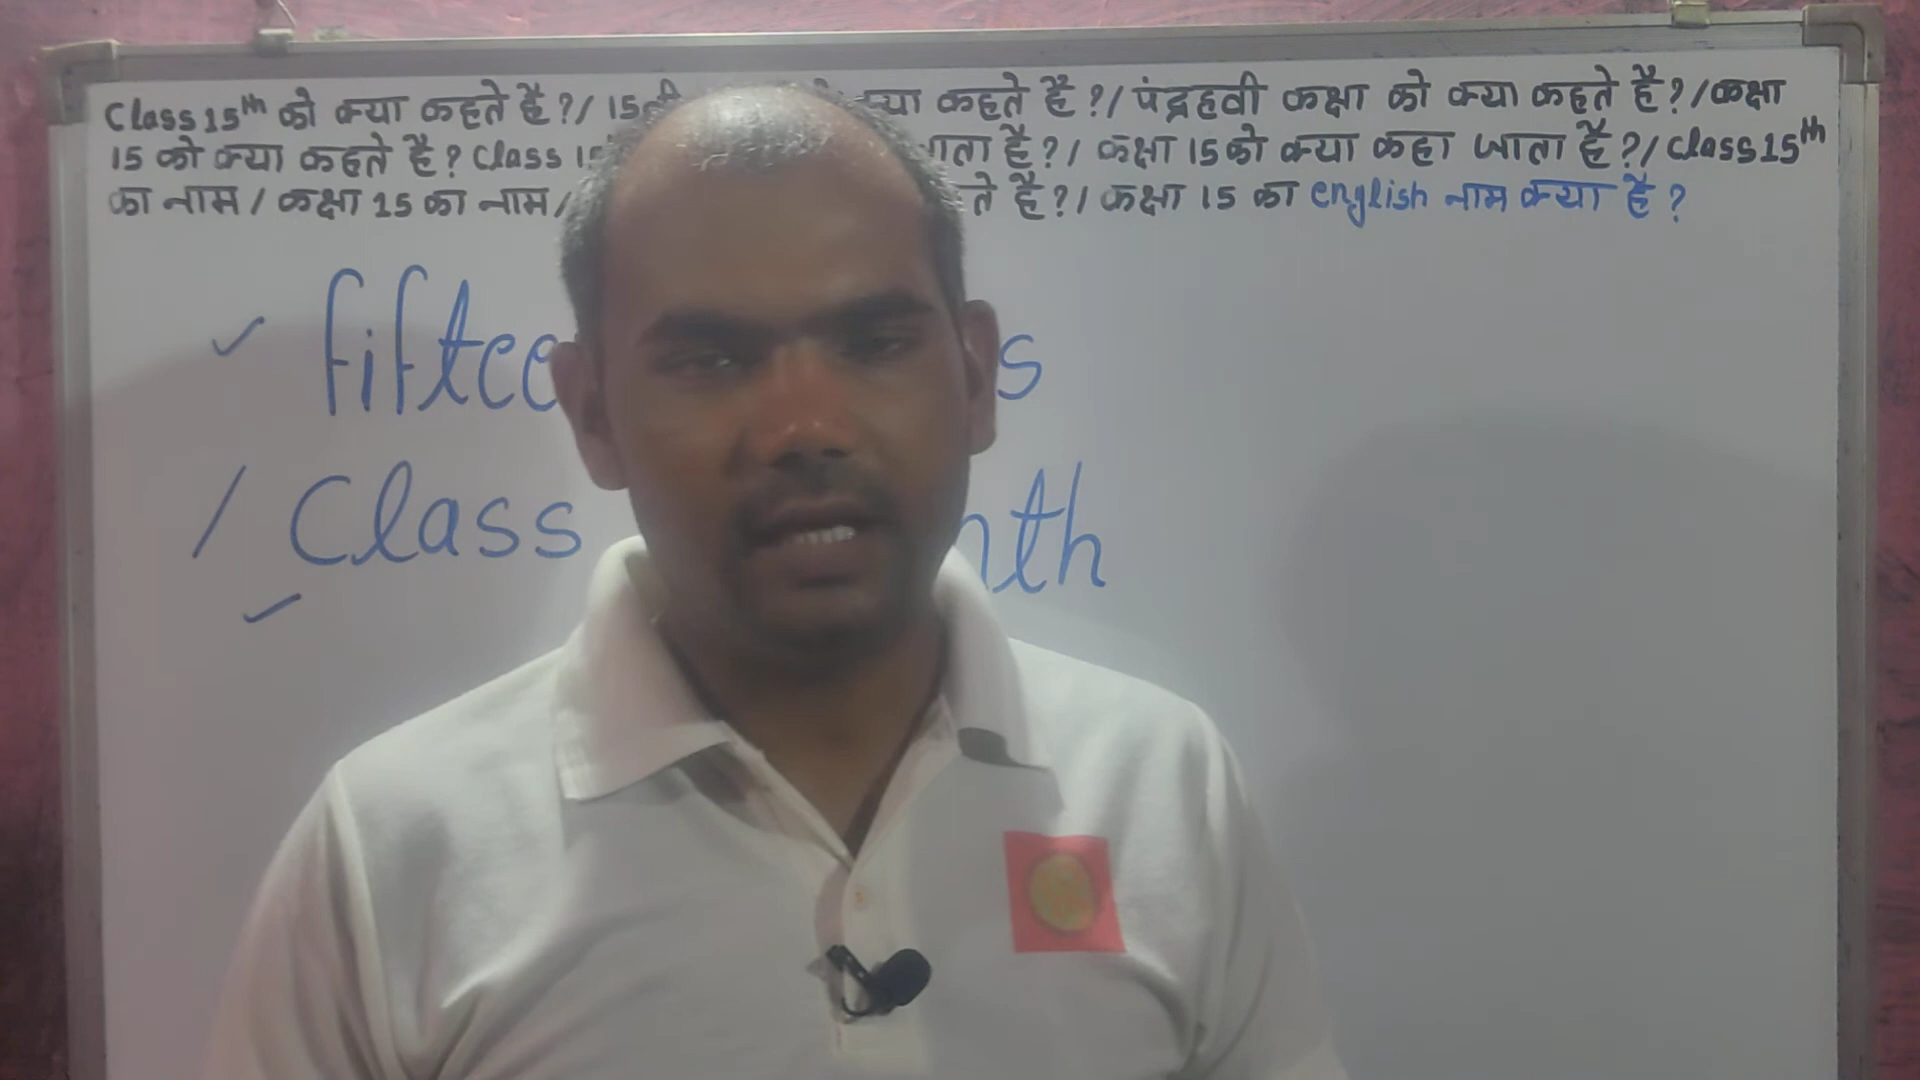 Class 15th को क्या कहते है ?/ 15वी क्या कहते है ?/ पंद्रहवी कक्षा को क्या कहते है ? / कक्षा
15 को क्या कहते है ? Class 15 जाता है ? / कक्षा 15 को क्या कहा जाता है ?/ Class 15th
का नाम / कक्षा 15 का नाम / ते है ? / कक्षा 15 का english नाम क्या है ?
fiftee s
/ Class nth